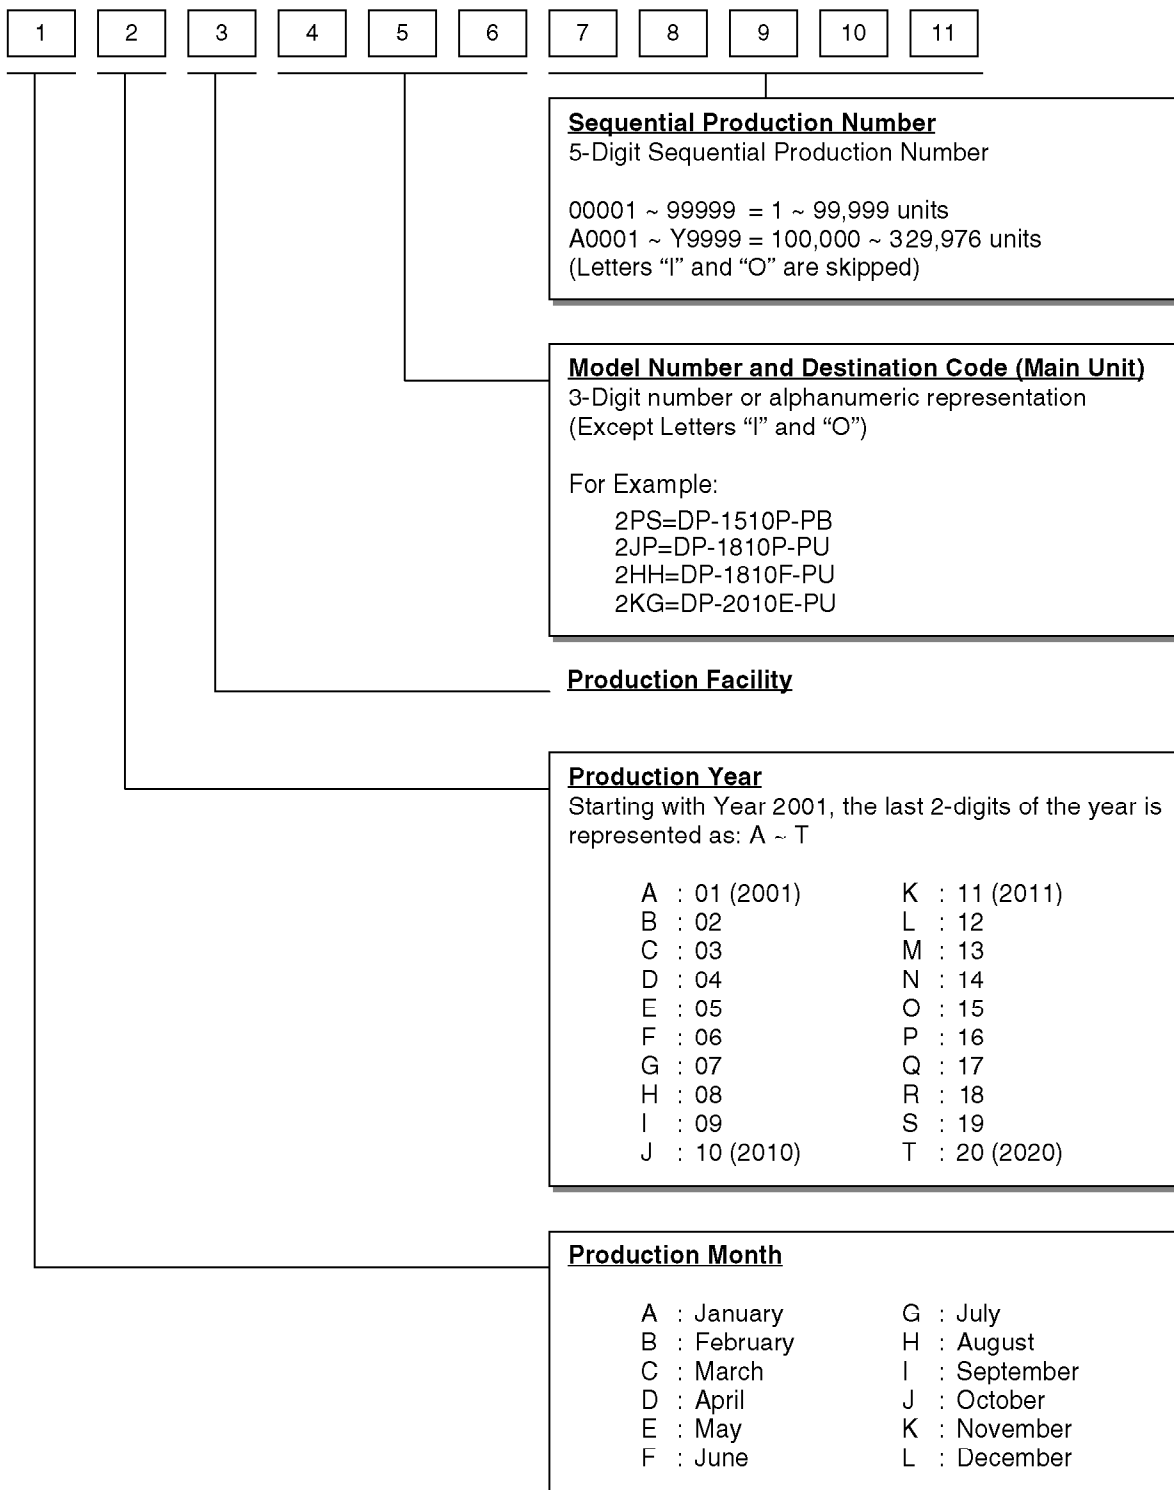 1 2 3 4 5 6 7 8 9 10 11
Sequential Production Number
5-Digit Sequential Production Number
00001 ~ 99999 = 1 ~ 99,999 units
A0001 ~ Y9999 = 100,000 ~ 329,976 units
(Letters “I” and “O” are skipped)
Model Number and Destination Code (Main Unit)
3-Digit number or alphanumeric representation
(Except Letters “I” and “O”)
For Example:
2PS=DP-1510P-PB
2JP=DP-1810P-PU
2HH=DP-1810F-PU
2KG=DP-2010E-PU
Production Facility
Production Year
Starting with Year 2001, the last 2-digits of the year is
represented as: A ~ T
A : 01 (2001) K : 11 (2011)
B : 02 L : 12
C : 03 M : 13
D : 04 N : 14
E : 05 O : 15
F : 06 P : 16
G : 07 Q : 17
H : 08 R : 18
I : 09 S : 19
J : 10 (2010) T : 20 (2020)
Production Month
A : January G : July
B : February H : August
C : March I : September
D : April J : October
E : May K : November
F : June L : December